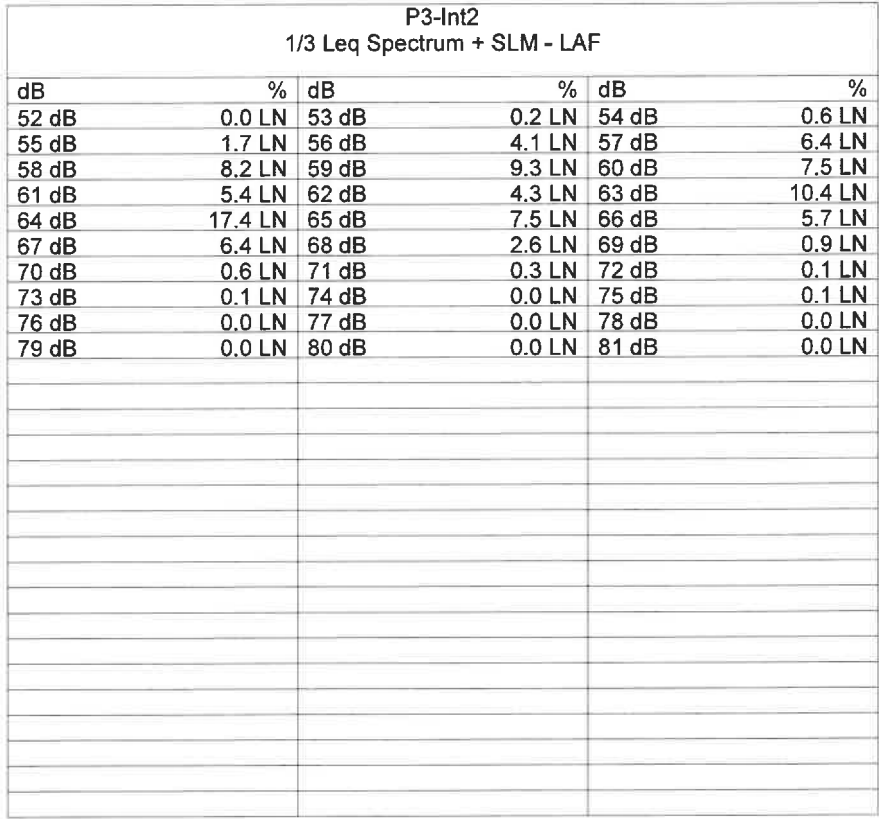 P3-Int2
1/3 Leq Spectrum + SLM - LAF
dB % dB % dB %
52 dB 0.0 LN 53 dB 0.2 LN 54 dB 0.6 LN
55 dB 1.7 LN 56 dB 4.1 LN 57 dB 6.4 LN
58 dB 8.2 LN 59 dB 9.3 LN 60 dB 7.5 LN
61 dB 5.4 LN 62 dB 4.3 LN 63 dB 10.4 LN
64 dB 17.4 LN 65 dB 7.5 LN 66 dB 5.7 LN
67 dB 6.4 LN 68 dB 2.6 LN 69 dB 0.9 LN
70 dB 0.6 LN 71 dB 0.3 LN 72 dB 0.1 LN
73 dB 0.1 LN 74 dB 0.0 LN 75 dB 0.1 LN
76 dB 0.0 LN 77 dB 0.0 LN 78 dB 0.0 LN
79 dB 0.0 LN 80 dB 0.0 LN 81 dB 0.0 LN